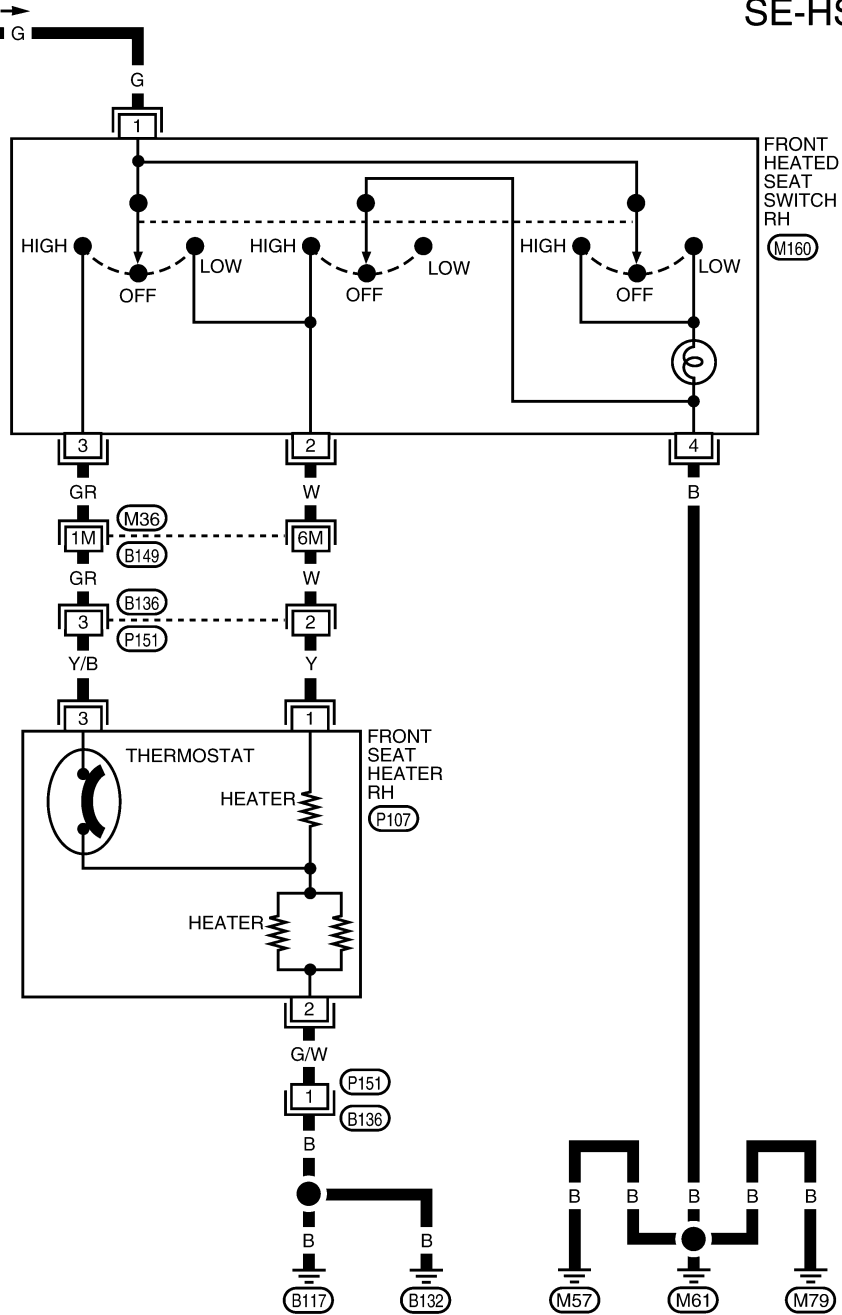 SE-HS
G
G
1
FRONT
HEATED
SEAT
SWITCH
RH
M160
HIGH
LOW
OFF
HIGH
LOW
OFF
HIGH
LOW
OFF
3
2
4
GR
W
B
M36
1M
6M
B149
GR
W
B136
3
2
P151
Y/B
Y
3
1
FRONT
SEAT
HEATER
RH
P107
THERMOSTAT
HEATER
HEATER
2
G/W
P151
1
B136
B
B
B
B
B
B
B
B
B117
B132
M57
M61
M79